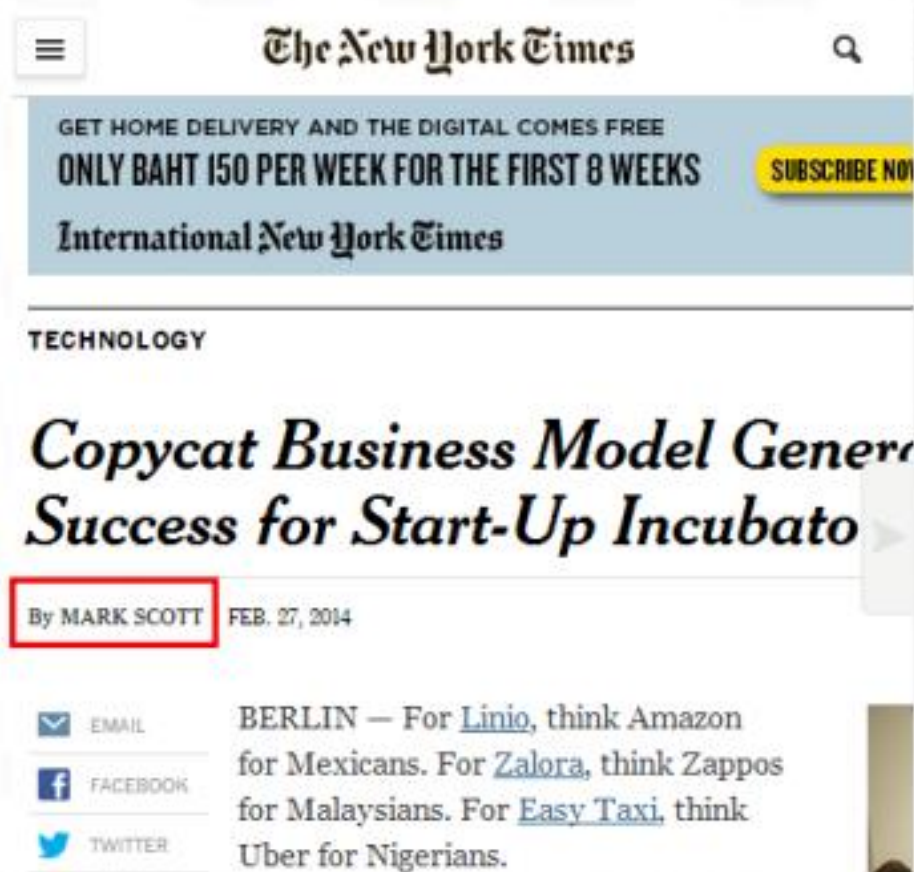 The New York Times
GET HOME DELIVERY AND THE DIGITAL COMES FREE
ONLY BAHT 150 PER WEEK FOR THE FIRST 8 WEEKS
SUBSCRIBE NO
International New York Times
TECHNOLOGY
Copycat Business Model Gener
Success for Start-Up Incubato
By MARK SCOTT FEB. 27, 2014
EMAIL
FACEBOOK
TWITTER
BERLIN — For Linio, think Amazon
for Mexicans. For Zalora, think Zappos
for Malaysians. For Easy Taxi, think
Uber for Nigerians.